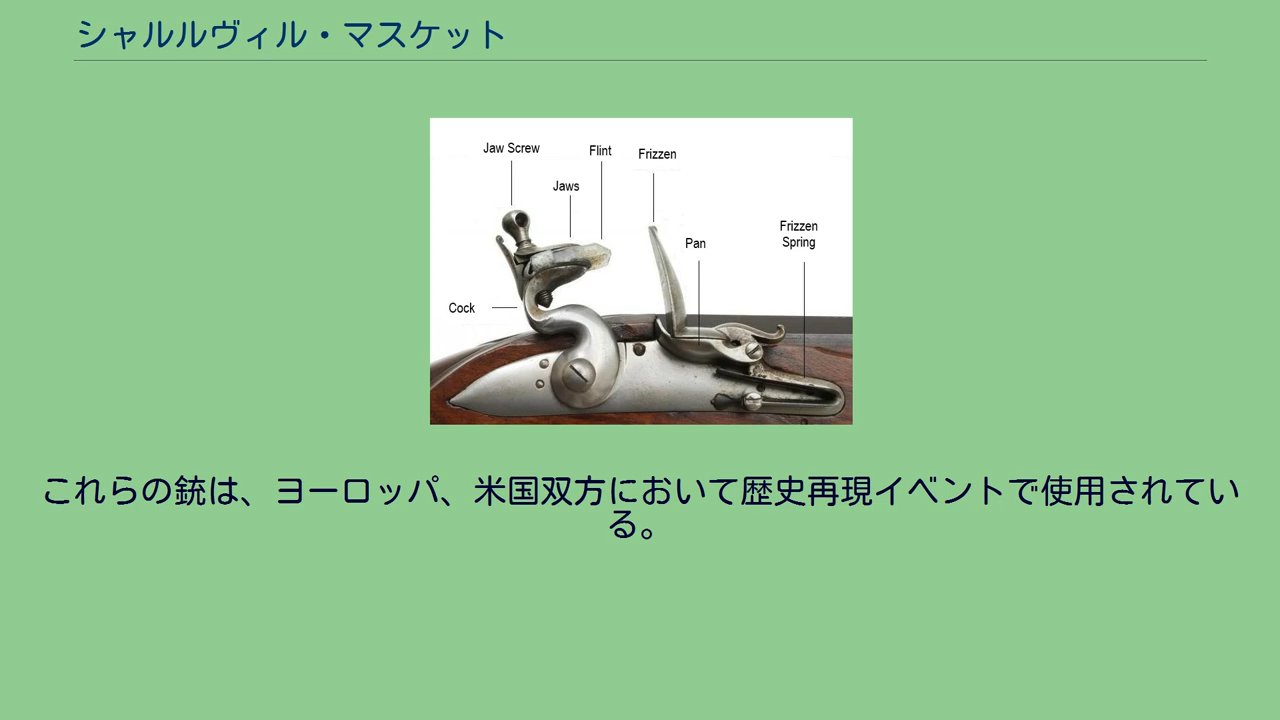 シャルルヴィル・マスケット
Jaw Screw
Flint
Frizzen
Jaws
Frizzen
Spring
Pan
Cock
これらの銃は、ヨーロッパ、米国双方において歴史再現イベントで使用されてい
る。